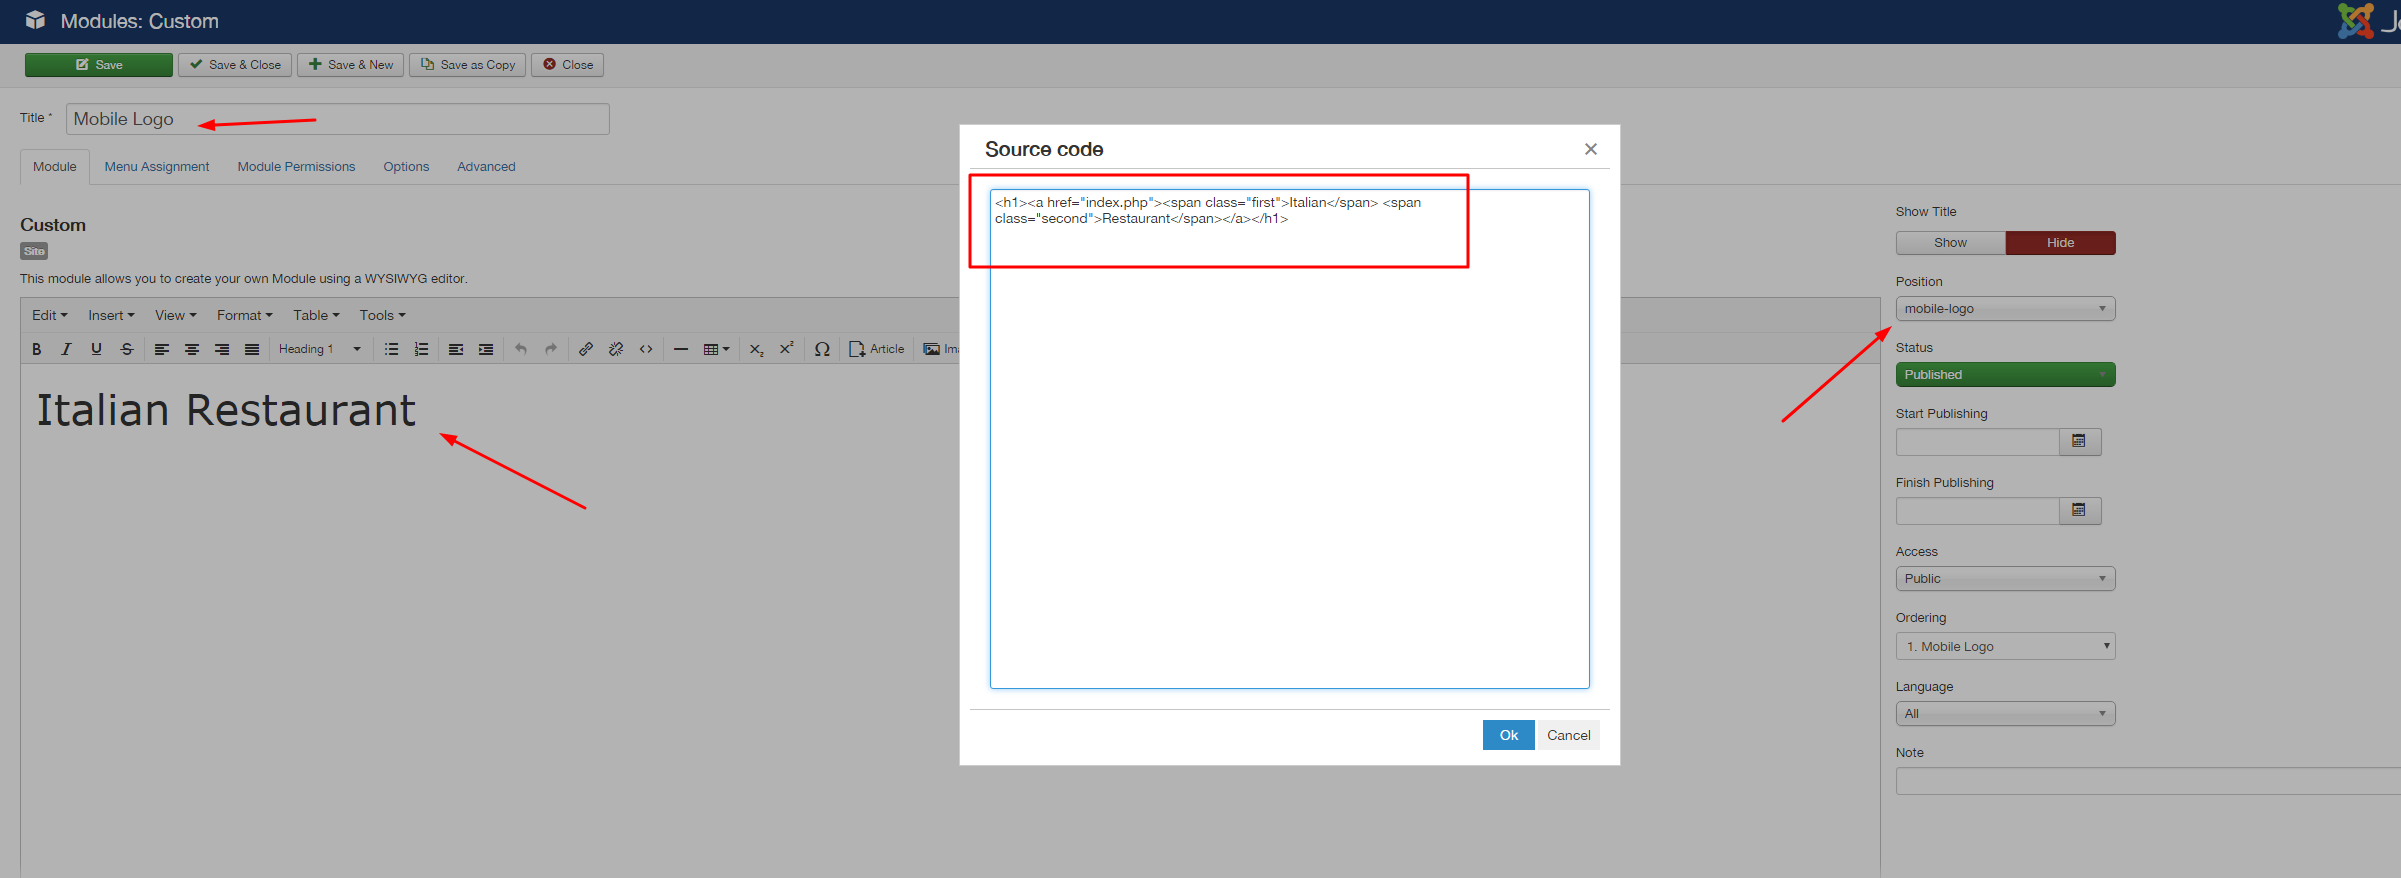 Modules: Custom
Save
Save & Close
Save & New
Save as Copy
Close
Title *
Mobile Logo
Module
Menu Assignment
Module Permissions
Options
Advanced
Custom
Site
This module allows you to create your own Module using a WYSIWYG editor.
Edit
Insert
View
Format
Table
Tools
Heading 1
Article
Italian Restaurant
Source code
<h1><a href="index.php"><span class="first">Italian</span> <span
class="second">Restaurant</span></a></h1>
Ok
Cancel
Show Title
Show
Hide
Position
mobile-logo
Status
Published
Start Publishing
Finish Publishing
Access
Public
Ordering
1. Mobile Logo
Language
All
Note